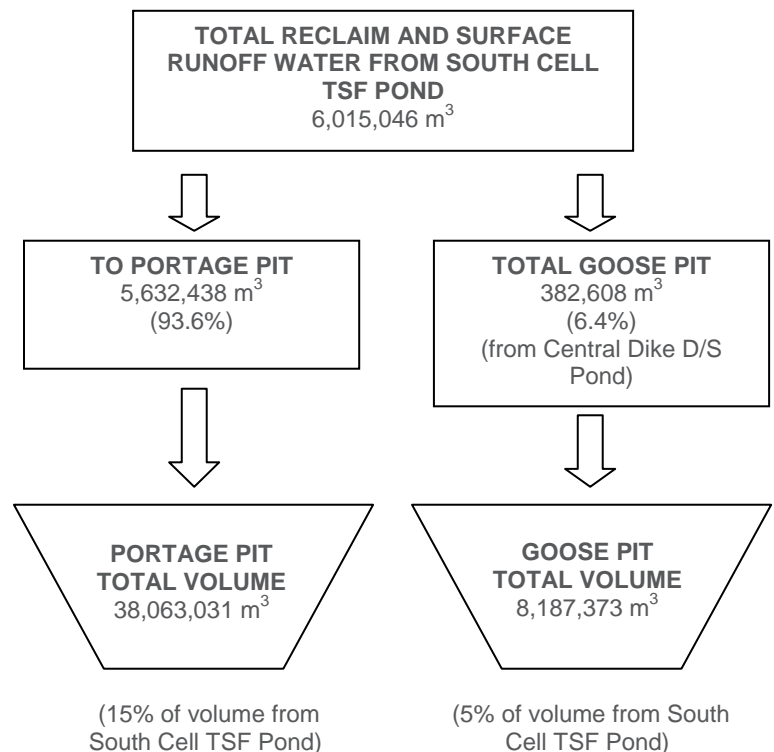 TOTAL RECLAIM AND SURFACE
RUNOFF WATER FROM SOUTH CELL
TSF POND
6,015,046 m³
TO PORTAGE PIT
5,632,438 m³
(93.6%)
TOTAL GOOSE PIT
382,608 m³
(6.4%)
(from Central Dike D/S
Pond)
PORTAGE PIT
TOTAL VOLUME
38,063,031 m³
GOOSE PIT
TOTAL VOLUME
8,187,373 m³
(15% of volume from
South Cell TSF Pond)
(5% of volume from South
Cell TSF Pond)